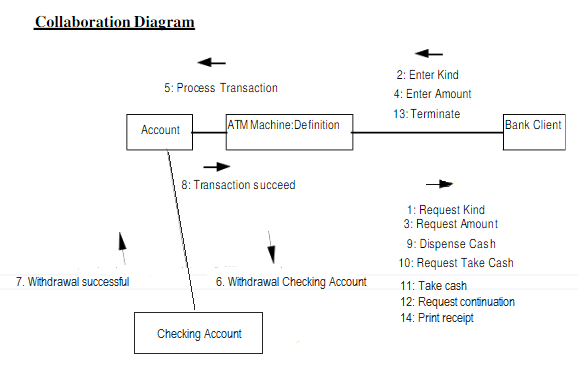 Collaboration Diagram
2: Enter Kind
5: Process Transaction
4: Enter Amount
13: Terminate
Account
ATM Machine:Definition
Bank Client
8: Transaction succeed
1: Request Kind
3: Request Amount
9: Dispense Cash
10: Request Take Cash
7. Withdrawal successful
6. Withdrawal Checking Account
11: Take cash
12: Request continuation
14: Print receipt
Checking Account